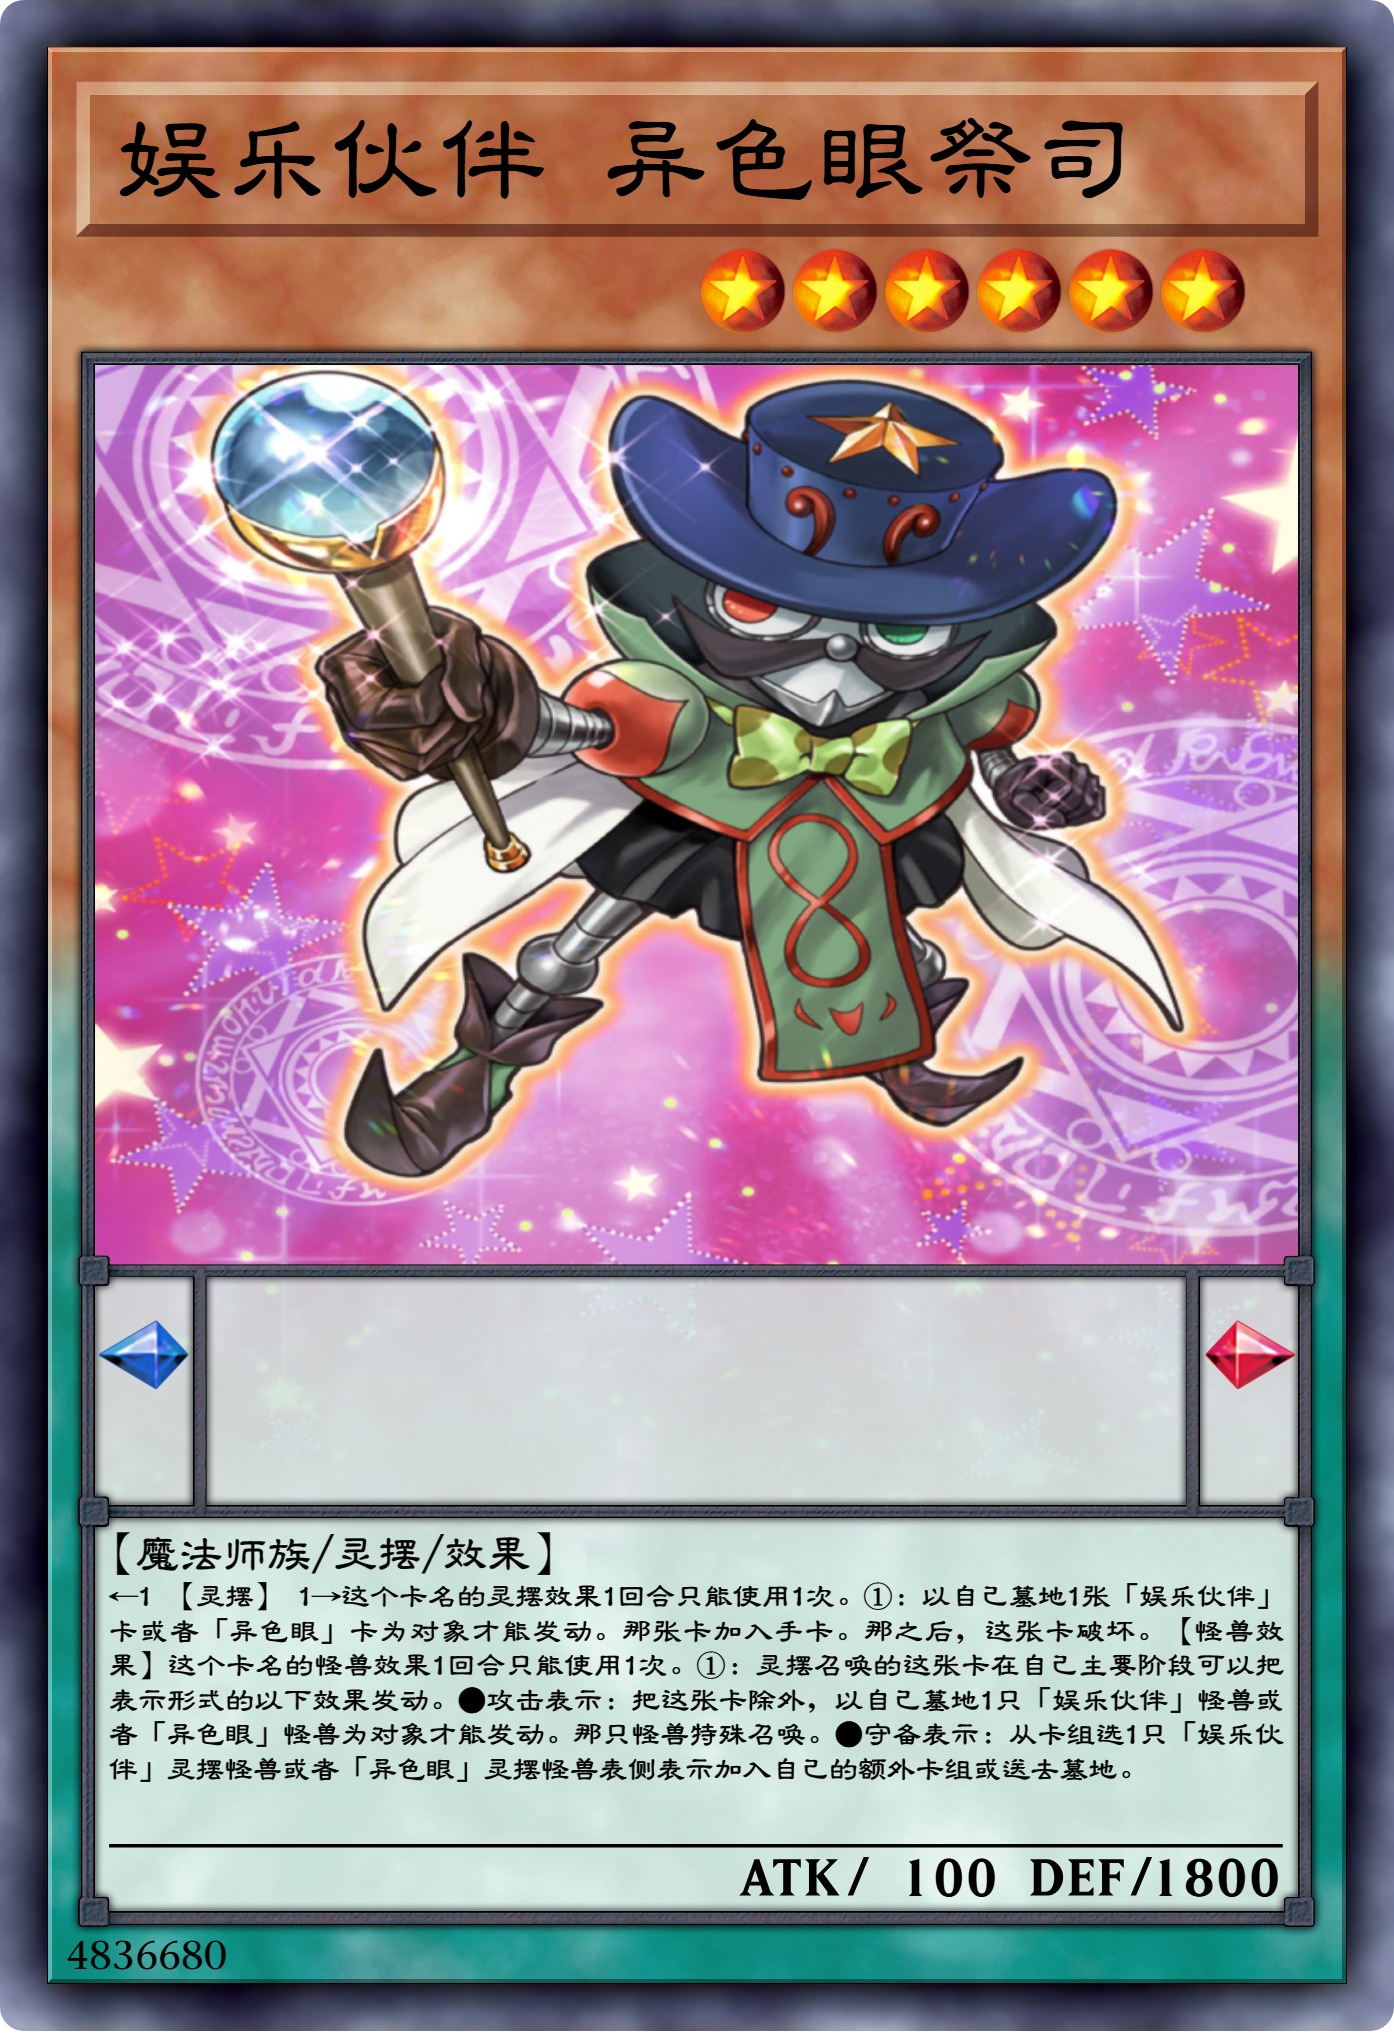 娱乐伙伴 异色眼祭司
【魔法师族/灵摆/效果】
←1 【灵摆】 1→这个卡名的灵摆效果1回合只能使用1次。①：以自己墓地1张「娱乐伙伴」
卡或者「异色眼」卡为对象才能发动。那张卡加入手卡。那之后，这张卡破坏。【怪兽效
果】这个卡名的怪兽效果1回合只能使用1次。①：灵摆召唤的这张卡在自己主要阶段可以把
表示形式的以下效果发动。●攻击表示：把这张卡除外，以自己墓地1只「娱乐伙伴」怪兽或
者「异色眼」怪兽为对象才能发动。那只怪兽特殊召唤。●守备表示：从卡组选1只「娱乐伙
伴」灵摆怪兽或者「异色眼」灵摆怪兽表侧表示加入自己的额外卡组或送去墓地。
ATK/ 100 DEF/1800
4836680